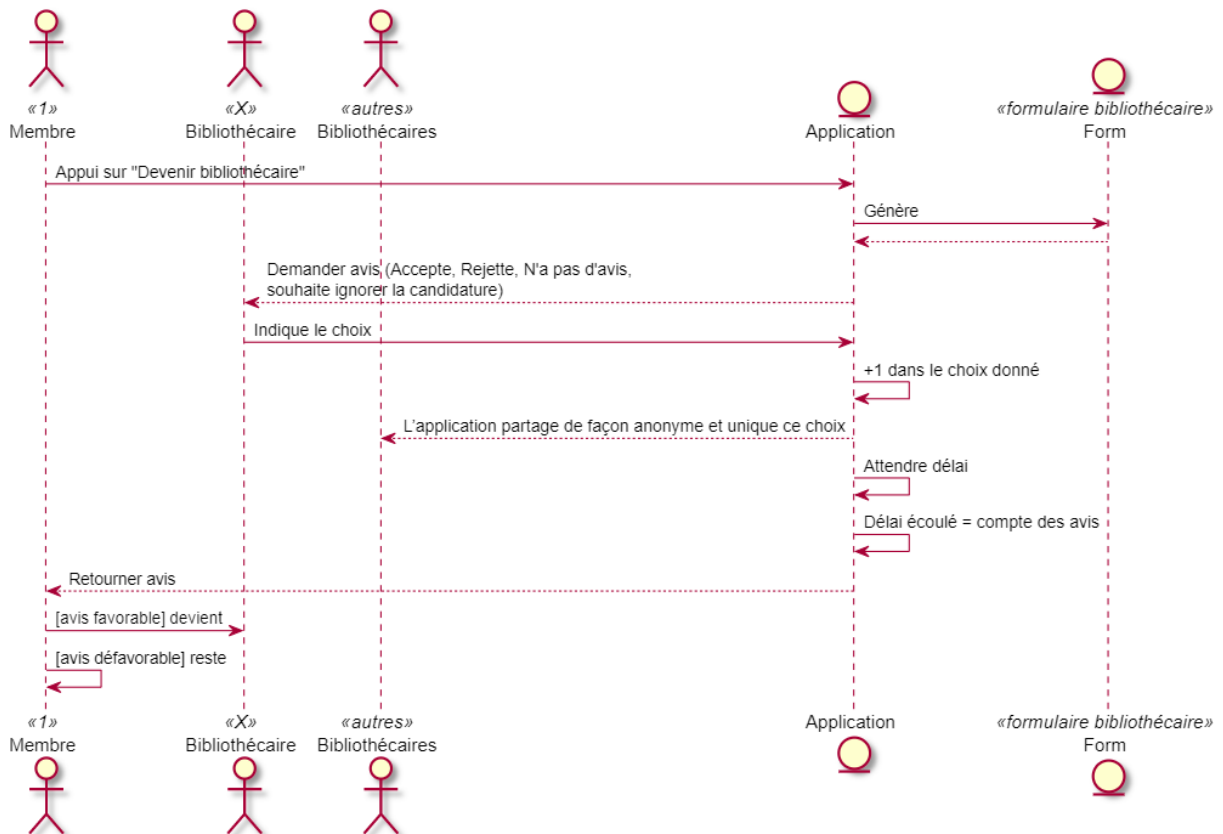 «1»
Membre
«X»
Bibliothécaire
«autres»
Bibliothécaires
Application
«formulaire bibliothécaire»
Form
Appui sur "Devenir bibliothécaire"
Génère
Demander avis (Accepte, Rejette, N'a pas d'avis,
souhaite ignorer la candidature)
Indique le choix
+1 dans le choix donné
L'application partage de façon anonyme et unique ce choix
Attendre délai
Délai écoulé = compte des avis
Retourner avis
[avis favorable] devient
[avis défavorable] reste
«1»
Membre
«X»
Bibliothécaire
«autres»
Bibliothécaires
Application
«formulaire bibliothécaire»
Form